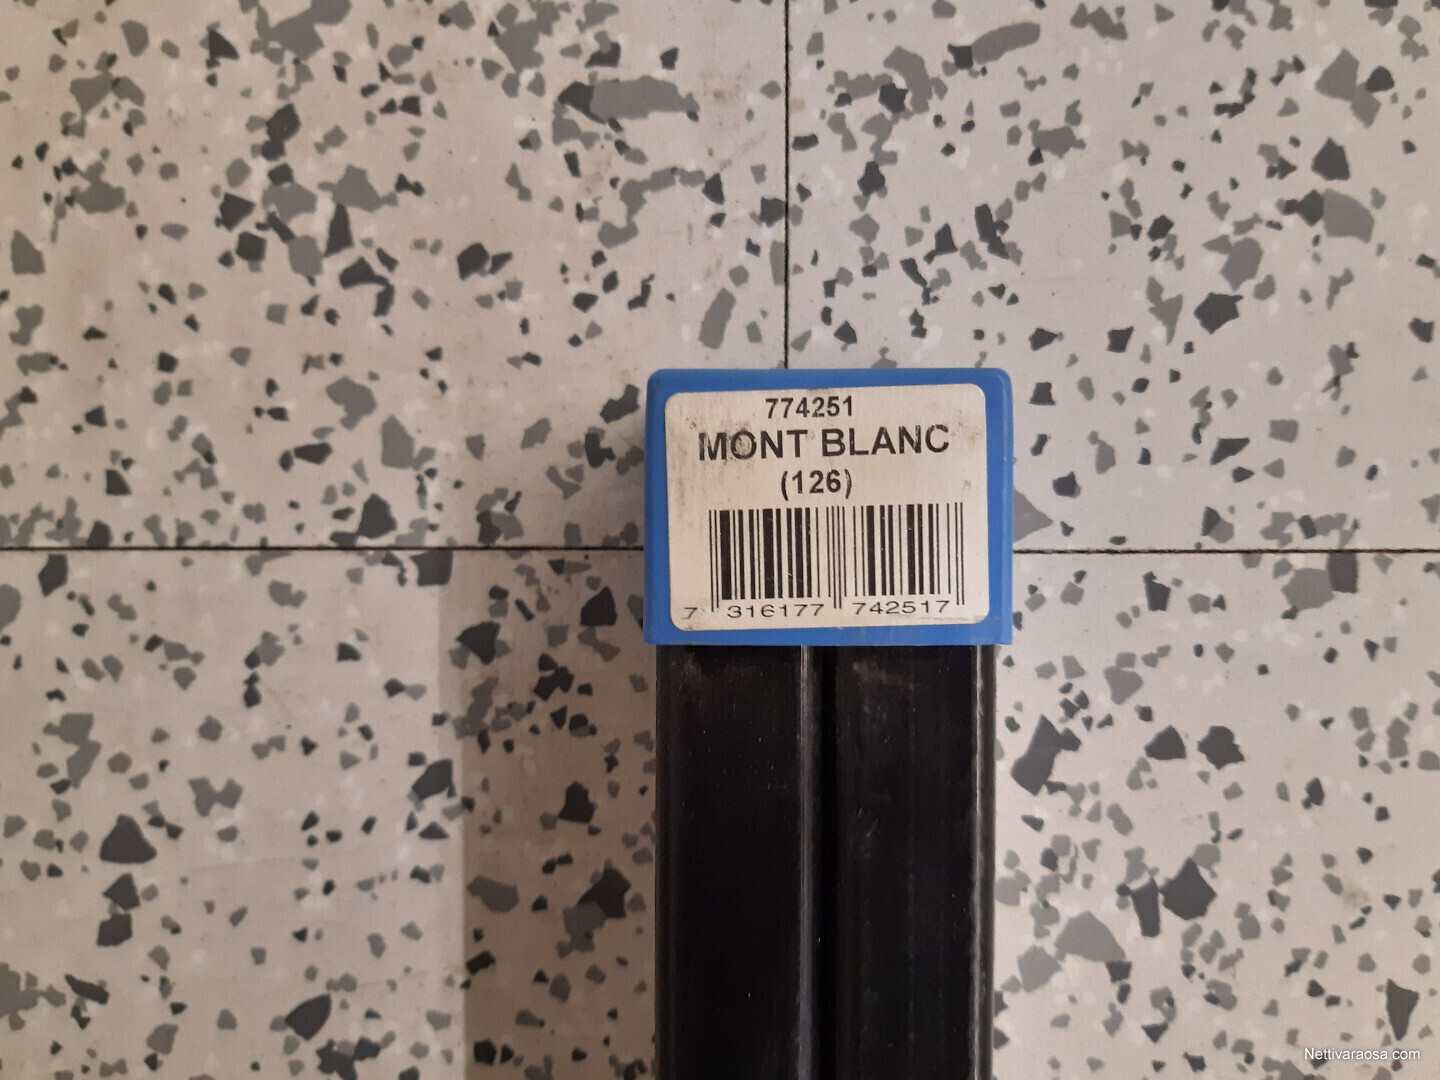 774251
MONT BLANC
(126)
7 316177 742517
Nettivaraosa.com